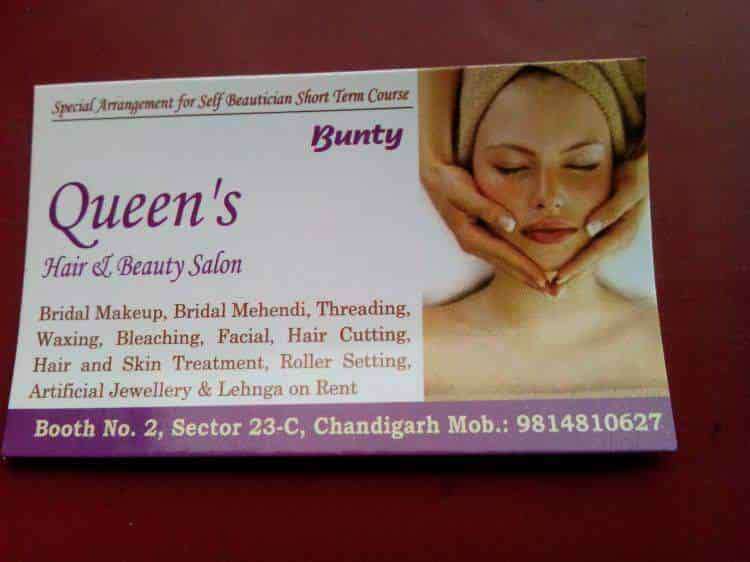 Special Arrangement for Self Beautician Short Term Course
Bunty
Queen's
Hair & Beauty Salon
Bridal Makeup, Bridal Mehendi, Threading,
Waxing, Bleaching, Facial, Hair Cutting,
Hair and Skin Treatment, Roller Setting,
Artificial Jewellery & Lehnga on Rent
Booth No. 2, Sector 23-C, Chandigarh Mob.: 9814810627